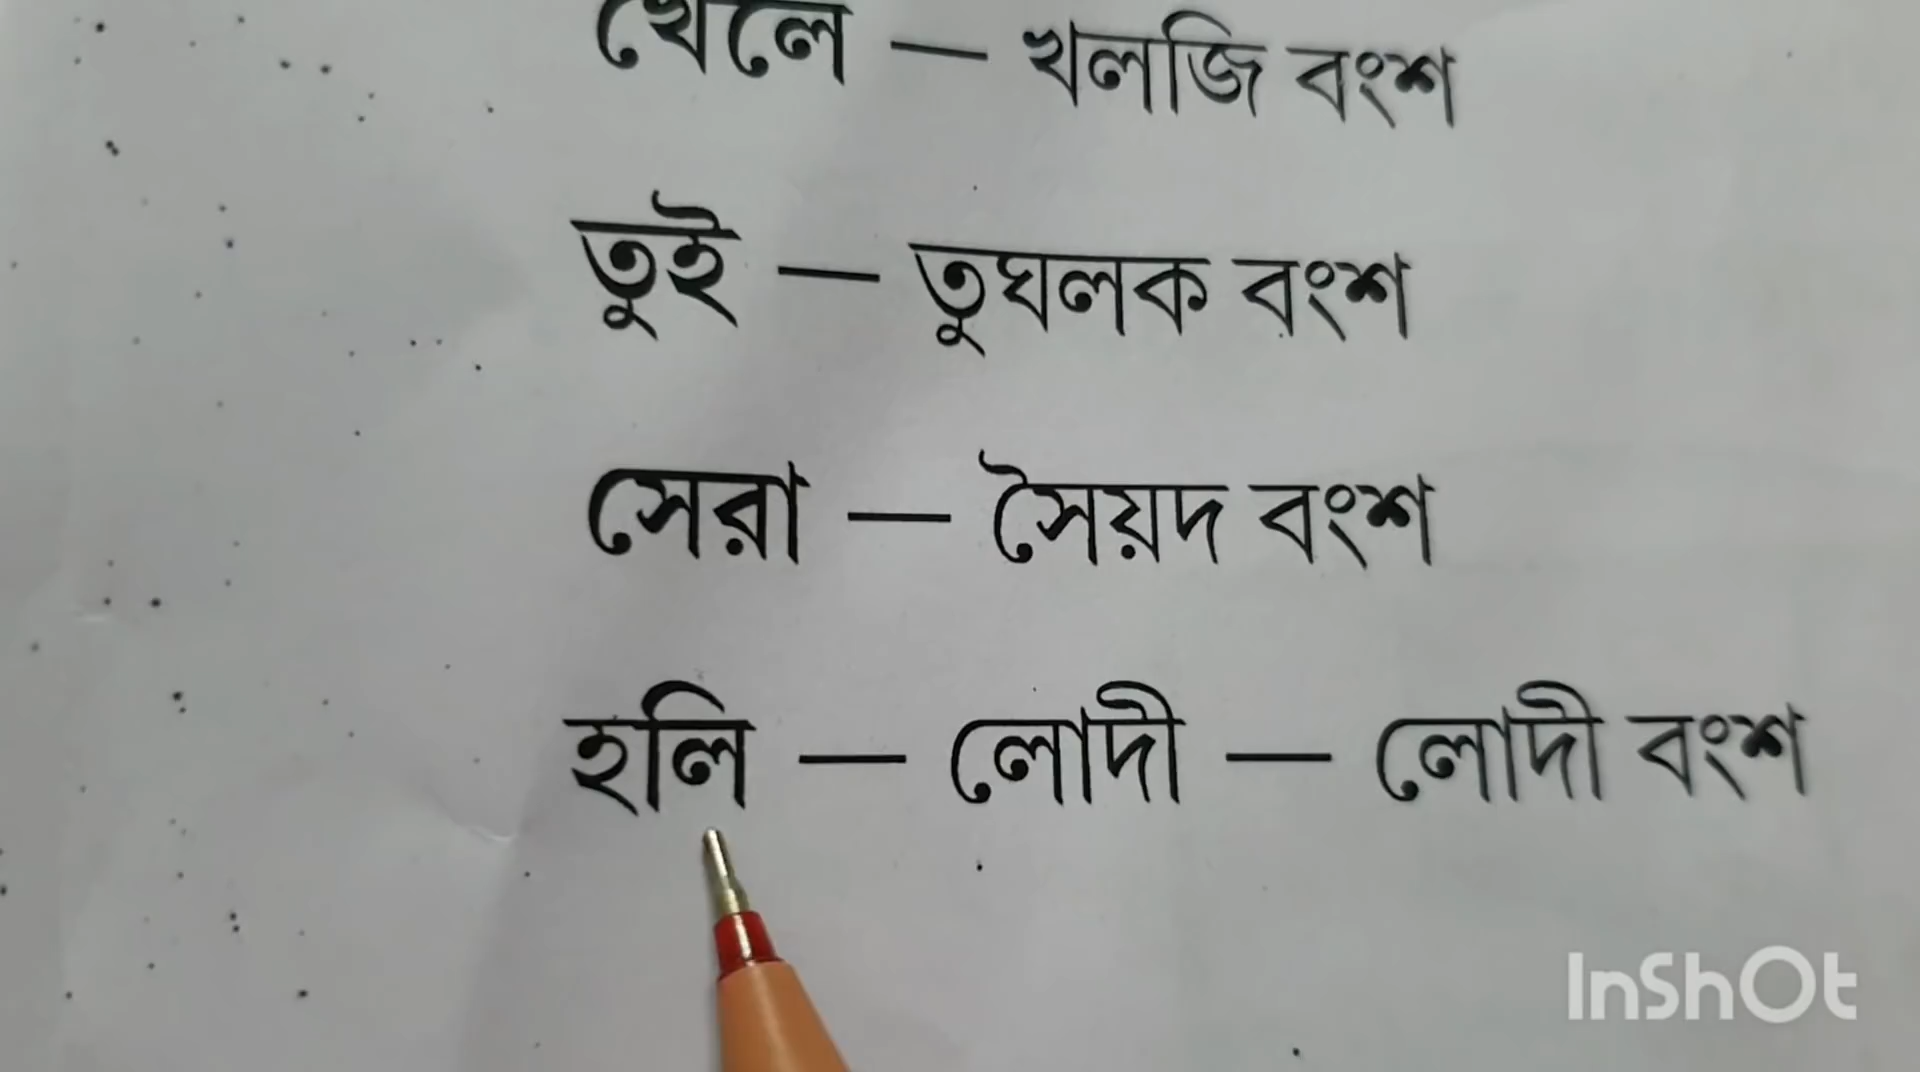 খেলে — খলজি বংশ
তুই — তুঘলক বংশ
সেরা — সৈয়দ বংশ
হলি — লোদী — লোদী বংশ
InShOt